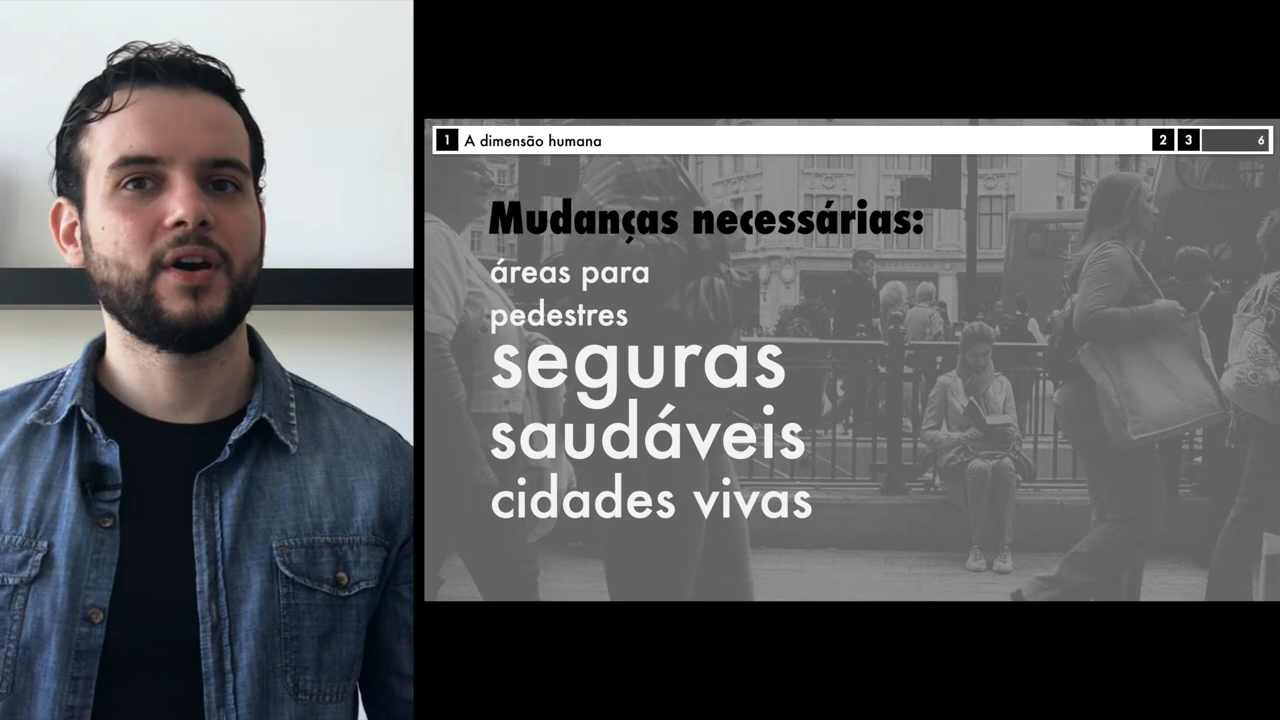 1 A dimensão humana 2 3 6
Mudanças necessárias:
áreas para
pedestres
seguras
saudáveis
cidades vivas